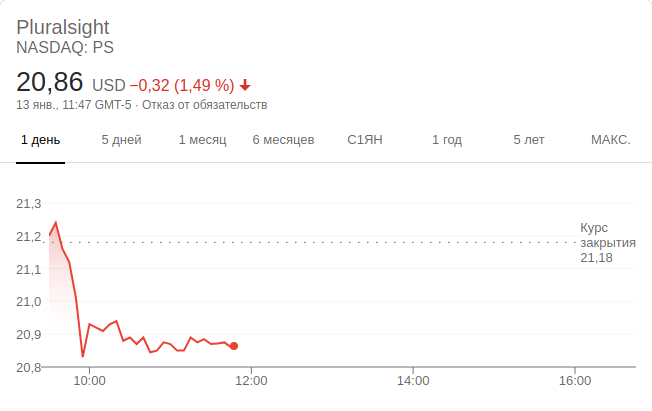 Pluralsight
NASDAQ: PS
20,86 USD −0,32 (1,49 %)
13 янв., 11:47 GMT-5 · Отказ от обязательств
1 день 5 дней 1 месяц 6 месяцев С1ЯН 1 год 5 лет МАКС.
21,3
21,2
21,1
21,0
20,9
20,8
Курс
закрытия
21,18
10:00 12:00 14:00 16:00